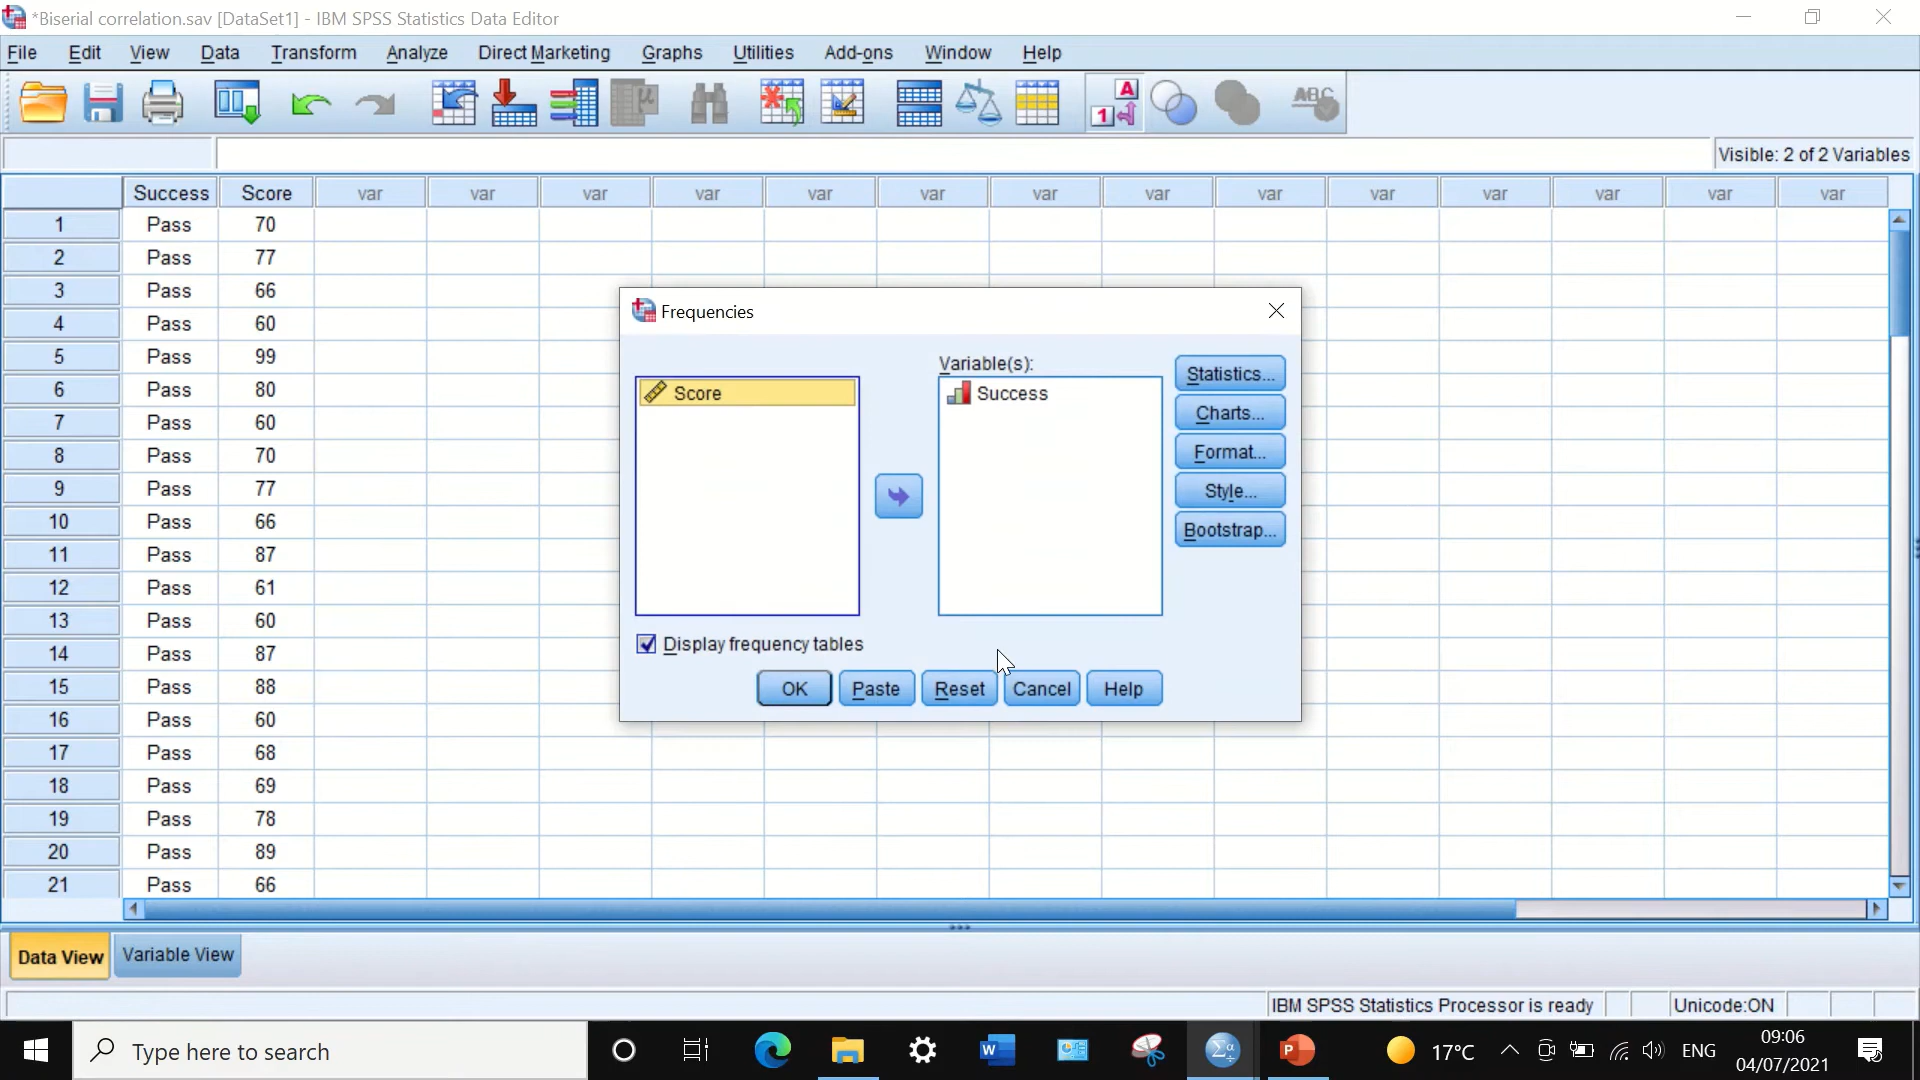 *Biserial correlation.sav [DataSet1] - IBM SPSS Statistics Data Editor
File Edit View Data Transform Analyze Direct Marketing Graphs Utilities Add-ons Window Help
Visible: 2 of 2 Variables
Success Score var var var var var var var var var var var var var var
1 Pass 70
2 Pass 77
3 Pass 66
4 Pass 60
5 Pass 99
6 Pass 80
7 Pass 60
8 Pass 70
9 Pass 77
10 Pass 66
11 Pass 87
12 Pass 61
13 Pass 60
14 Pass 87
15 Pass 88
16 Pass 60
17 Pass 68
18 Pass 69
19 Pass 78
20 Pass 89
21 Pass 66
Frequencies
Variable(s):
Score
Success
Statistics...
Charts...
Format...
Style...
Bootstrap...
Display frequency tables
OK Paste Reset Cancel Help
Data View Variable View
IBM SPSS Statistics Processor is ready Unicode:ON
Type here to search
17°C ENG
09:06
04/07/2021